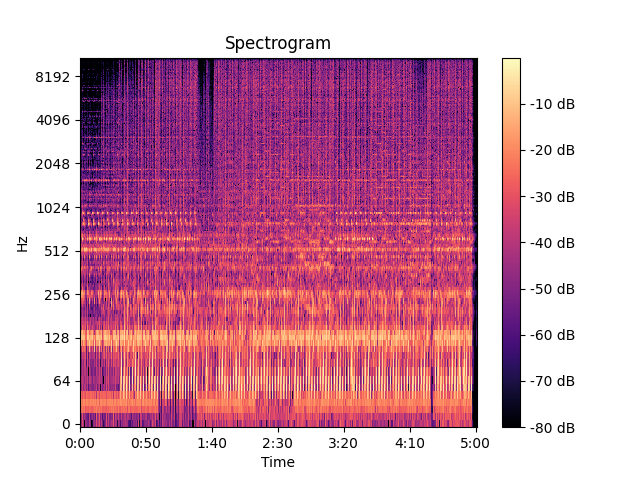 Spectrogram
Hz
8192
4096
2048
1024
512
256
128
64
0
0:00 0:50 1:40 2:30 3:20 4:10 5:00
Time
-10 dB
-20 dB
-30 dB
-40 dB
-50 dB
-60 dB
-70 dB
-80 dB